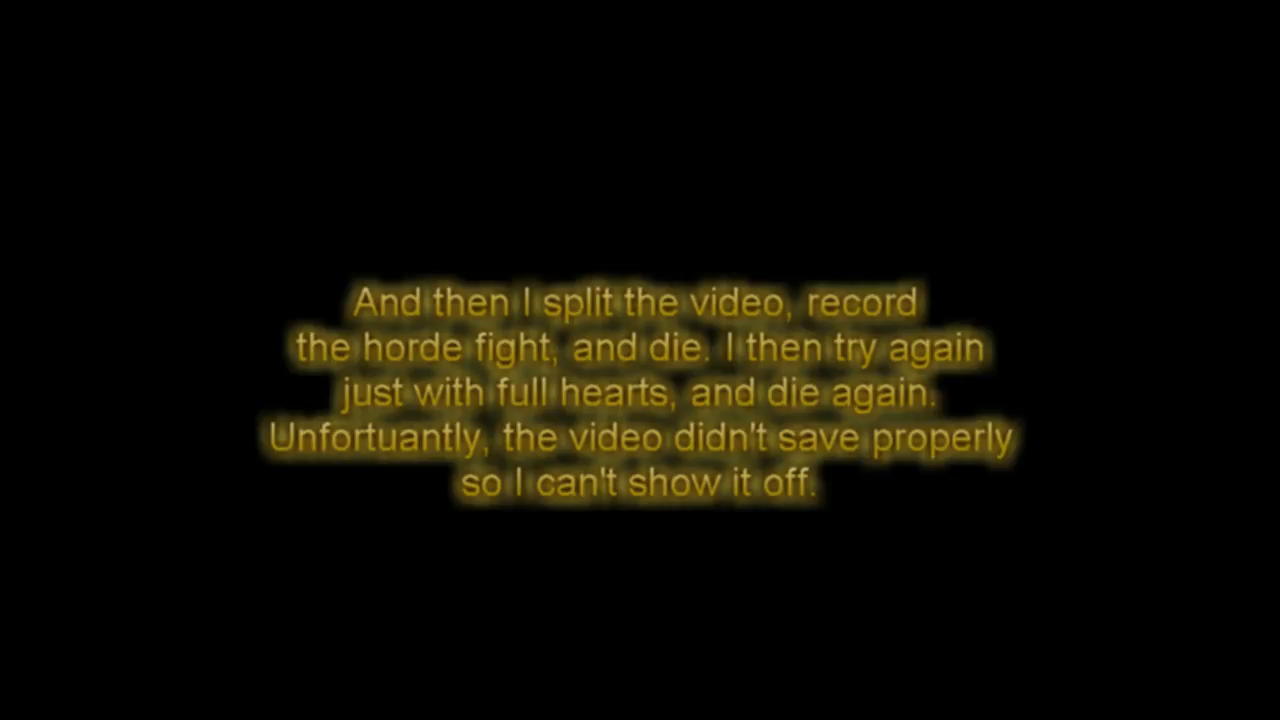 And then I split the video, record
the horde fight, and die. I then try again
just with full hearts, and die again.
Unfortuantly, the video didn't save properly
so I can't show it off.